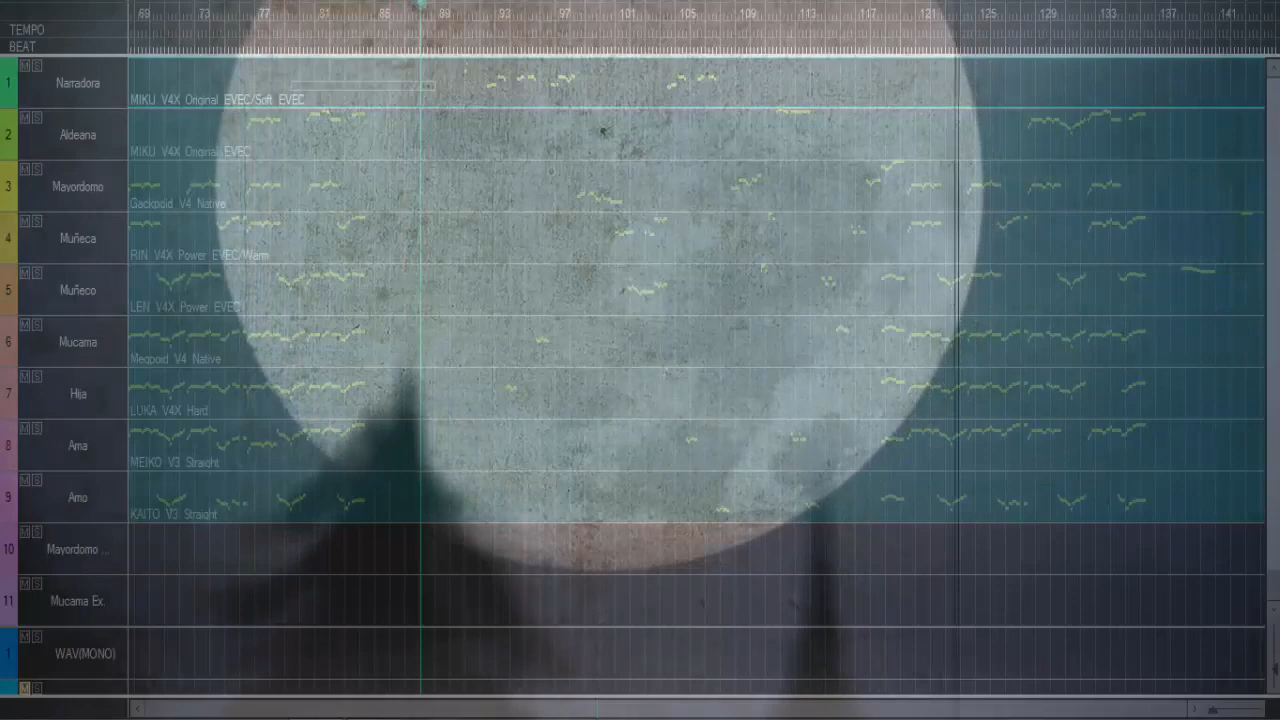 69 73 77 81 85 89 93 97 101 105 109 113 117 121 125 129 133 137 141
TEMPO
BEAT
M S
1 Narradora
MIKU V4X Original EVEC/Soft EVEC
M S
2 Aldeana
MIKU V4X Original EVEC
M S
3 Mayordomo
Gackpoid V4 Native
M S
4 Muñeca
RIN V4X Power EVEC/Warm
M S
5 Muñeco
LEN V4X Power EVEC
M S
6 Mucama
Megpoid V4 Native
M S
7 Hija
LUKA V4X Hard
M S
8 Ama
MEIKO V3 Straight
M S
9 Amo
KAITO V3 Straight
M S
10 Mayordomo ...
M S
11 Mucama Ex.
M S
1 WAV(MONO)
M S